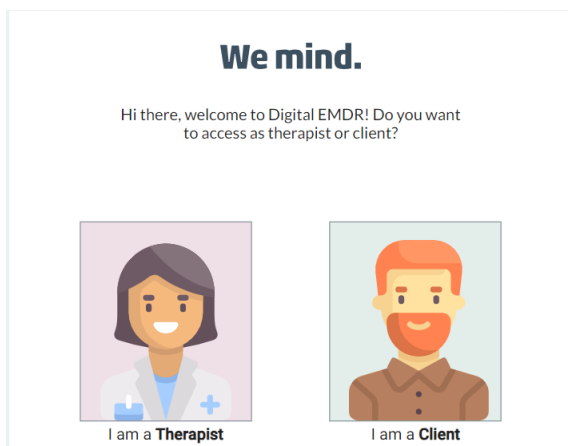 We mind.
Hi there, welcome to Digital EMDR! Do you want
to access as therapist or client?
I am a Therapist
I am a Client